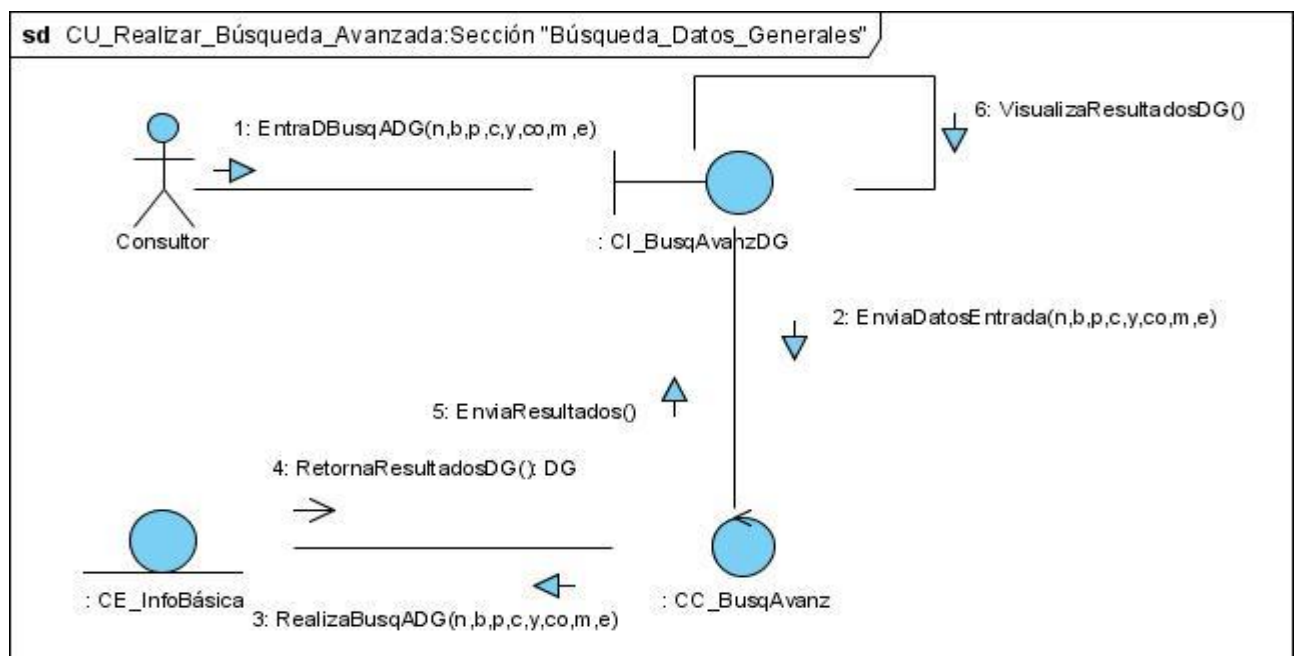 sd CU_Realizar_Búsqueda_Avanzada:Sección "Búsqueda_Datos_Generales"
1: EntraDBusqADG(n,b,p,c,y,co,m,e)
6: VisualizaResultadosDG()
Consultor
: CI_BusqAvanzDG
2: EnviaDatosEntrada(n,b,p,c,y,co,m,e)
5: EnviaResultados()
4: RetornaResultadosDG(): DG
: CE_InfoBásica
: CC_BusqAvanz
3: RealizaBusqADG(n,b,p,c,y,co,m,e)